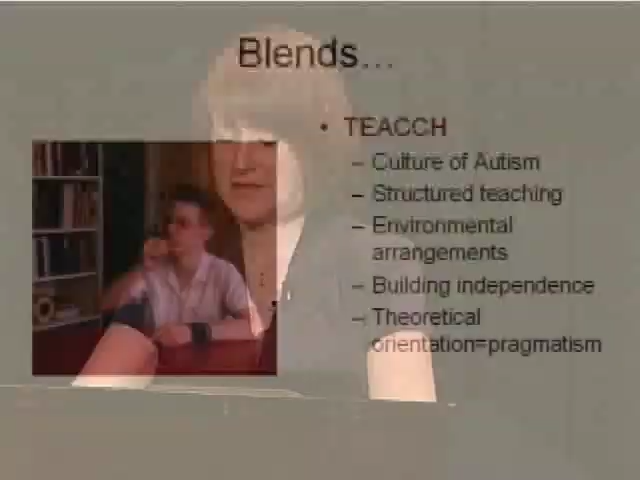 Blends...
• TEACCH
– Culture of Autism
– Structured teaching
– Environmental
arrangements
– Building independence
– Theoretical
orientation=pragmatism